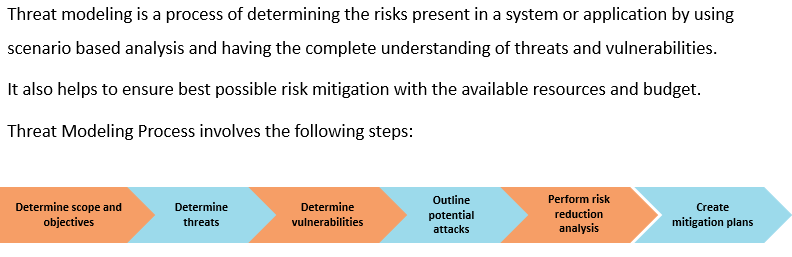 Threat modeling is a process of determining the risks present in a system or application by using
scenario based analysis and having the complete understanding of threats and vulnerabilities.
It also helps to ensure best possible risk mitigation with the available resources and budget.
Threat Modeling Process involves the following steps:
Determine scope and
objectives
Determine
threats
Determine
vulnerabilities
Outline
potential
attacks
Perform risk
reduction
analysis
Create
mitigation plans